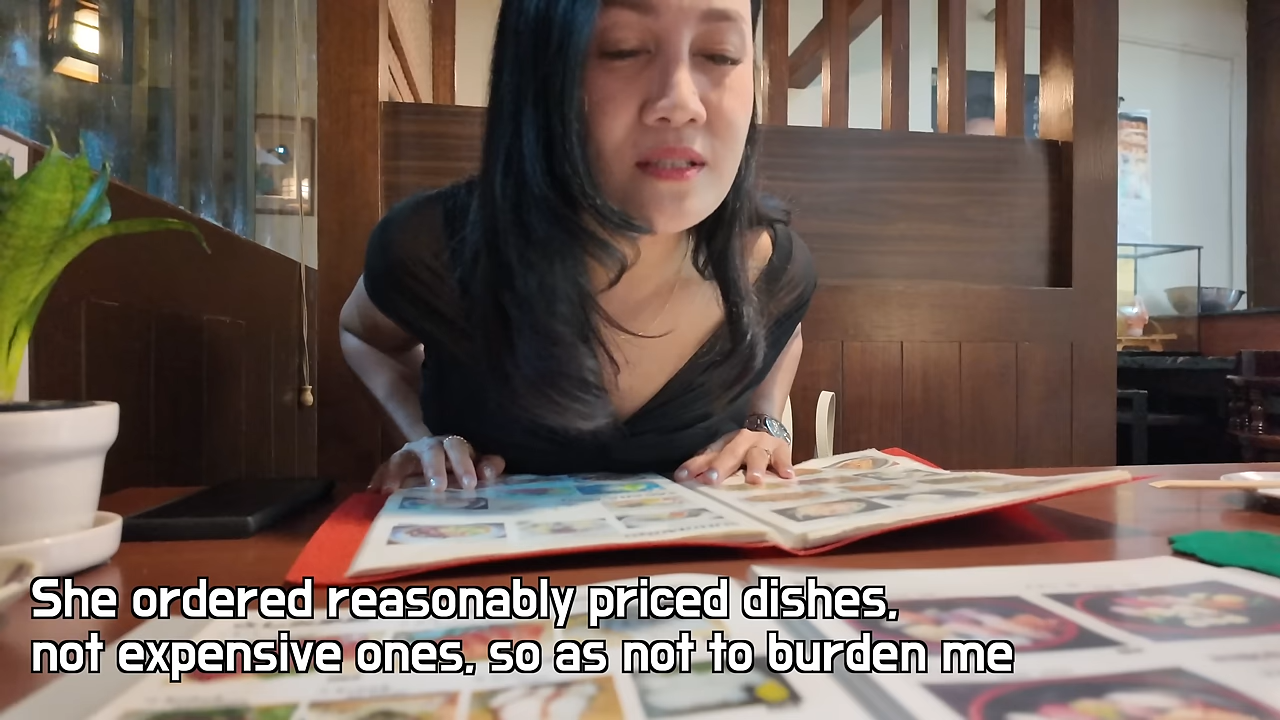 She ordered reasonably priced dishes,
not expensive ones, so as not to burden me